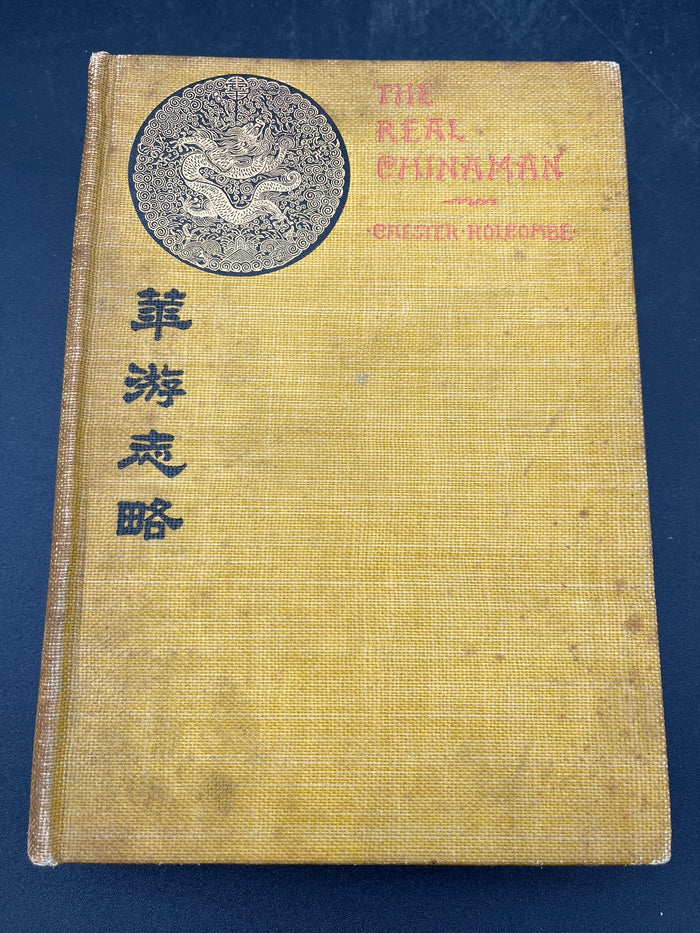 THE
REAL
CHINAMAN
·CHESTER·HOLCOMBE·
華游志略